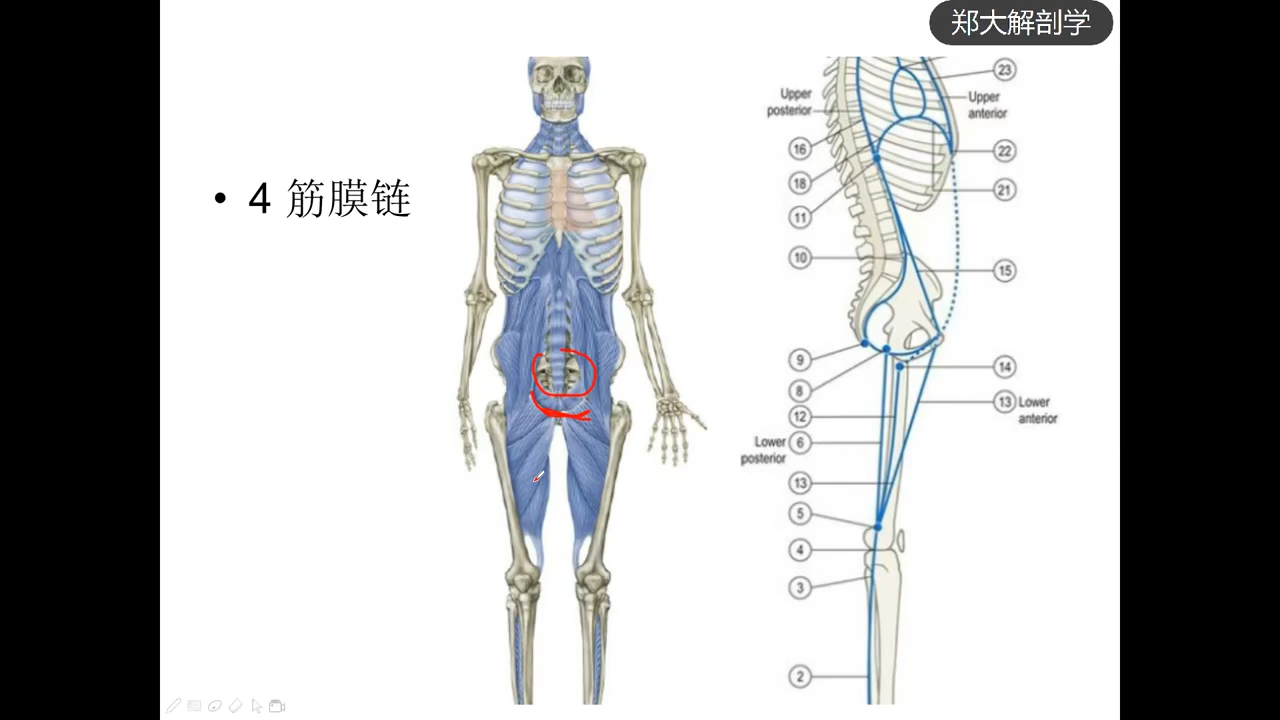 郑大解剖学
• 4 筋膜链
23
Upper
posterior
Upper
anterior
16
22
18
21
11
10
15
9
14
8
13 Lower
anterior
12
Lower 6
posterior
13
5
4
3
2